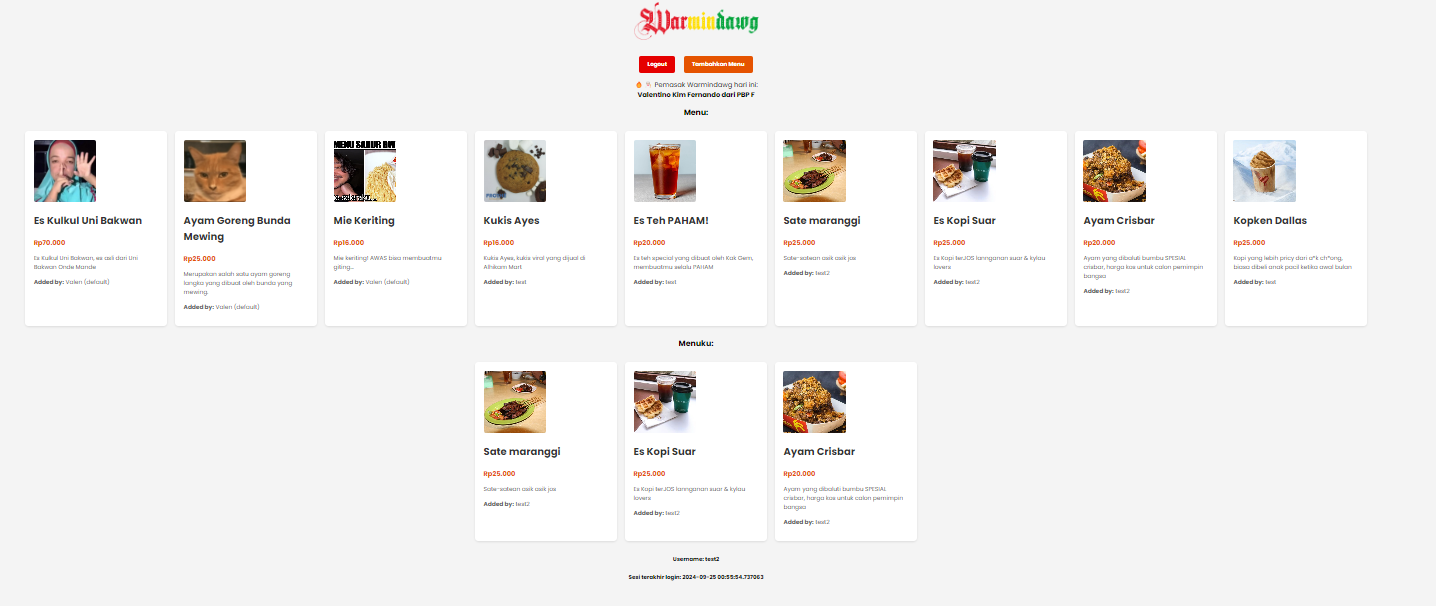 Warmindawg
Logout
Tambahkan Menu
Pemasak Warmindawg hari ini:
Valentino Kim Fernando dari PBP F
Menu:
MENU SAHUR
Es Kulkul Uni Bakwan
Rp70.000
Es Kulkul Uni Bakwan, es asli dari Uni
Bakwan Onde Mande
Added by: Valen (default)
Ayam Goreng Bunda
Mewing
Rp25.000
Merupakan salah satu ayam goreng
langka yang dibuat oleh bunda yang
mewing.
Added by: Valen (default)
Mie Keriting
Rp16.000
Mie keriting! AWAS bisa membuatmu
giting...
Added by: Valen (default)
Kukis Ayes
Rp16.000
Kukis Ayes, kukis viral yang dijual di
Alhikam Mart
Added by: test
Es Teh PAHAM!
Rp20.000
Es teh special yang dibuat oleh Kak Gem,
membuatmu selalu PAHAM
Added by: test
Sate maranggi
Rp25.000
Sate-satean asik asik jos
Added by: test2
Es Kopi Suar
Rp25.000
Es Kopi terJOS langganan suar & kylau
lovers
Added by: test2
Ayam Crisbar
Rp20.000
Ayam yang dibaluti bumbu SPESIAL
crisbar, harga kos untuk calon pemimpin
bangsa
Added by: test2
Kopken Dallas
Rp25.000
Kopi yang lebih pricy dari a*k ch*ong,
biasa dibeli anak pacil ketika awal bulan
Added by: test
Menuku:
Sate maranggi
Rp25.000
Sate-satean asik asik jos
Added by: test2
Es Kopi Suar
Rp25.000
Es Kopi terJOS langganan suar & kylau
lovers
Added by: test2
Ayam Crisbar
Rp20.000
Ayam yang dibaluti bumbu SPESIAL
crisbar, harga kos untuk calon pemimpin
bangsa
Added by: test2
Username: test2
Sesi terakhir login: 2024-09-25 00:55:54.737063